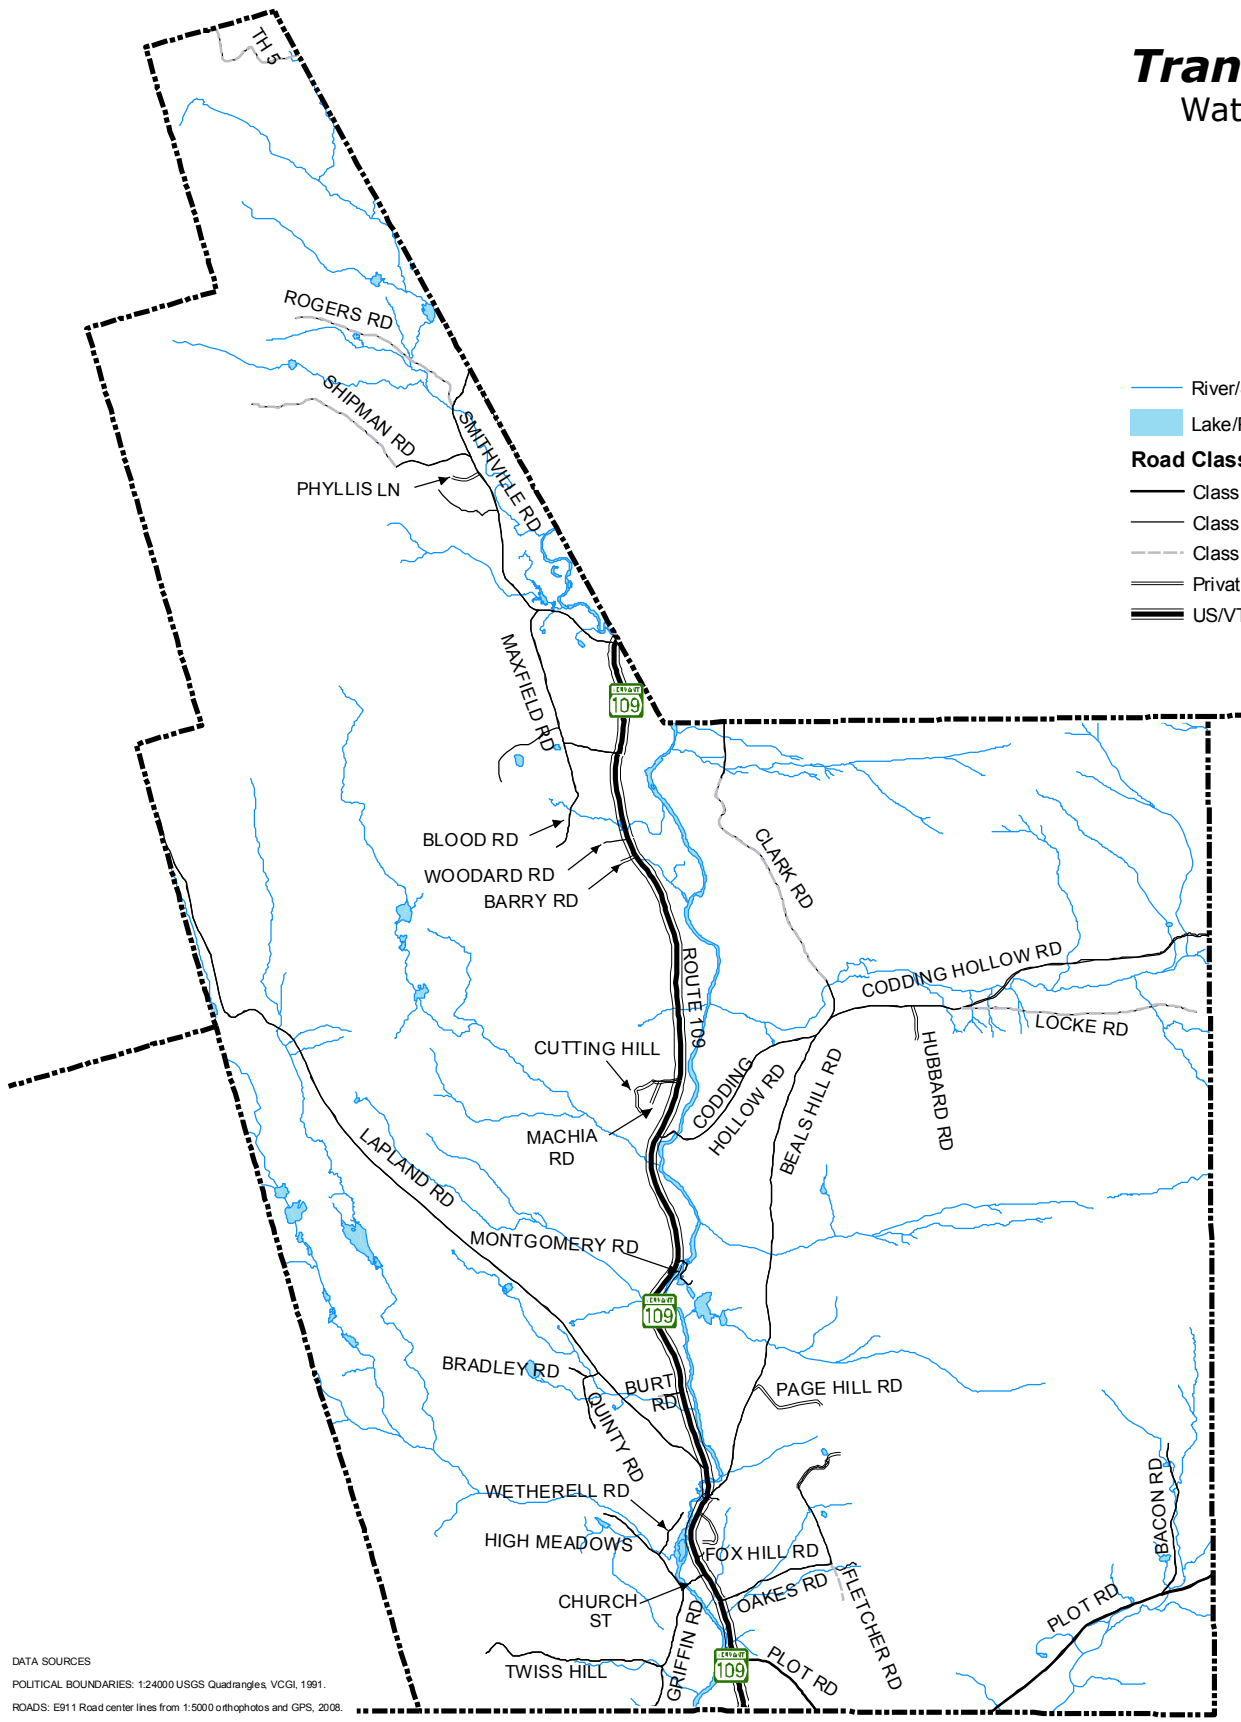 Tran
Wat
TH 5
ROGERS RD
SHIPMAN RD
SMITHVILLE RD
PHYLLIS LN
River/
Lake/
Road Class
Class
Class
Class
Privat
US/VT
MAXFIELD RD
VERMONT
109
BLOOD RD
WOODARD RD
BARRY RD
CLARK RD
ROUTE 109
CODDING HOLLOW RD
LOCKE RD
HUBBARD RD
CUTTING HILL
CODDING
HOLLOW RD
BEALS HILL RD
MACHIA
RD
LAPLAND RD
MONTGOMERY RD
VERMONT
109
BRADLEY RD
BURT
RD
PAGE HILL RD
QUINTY RD
WETHERELL RD
HIGH MEADOWS
FOX HILL RD
BACON RD
CHURCH
ST
OAKES RD
FLETCHER RD
PLOT RD
GRIFFIN RD
TWISS HILL
VERMONT
109
PLOT RD
DATA SOURCES
POLITICAL BOUNDARIES: 1:24000 USGS Quadrangles, VCGI, 1991.
ROADS: E911 Road center lines from 1:5000 orthophotos and GPS, 2008.